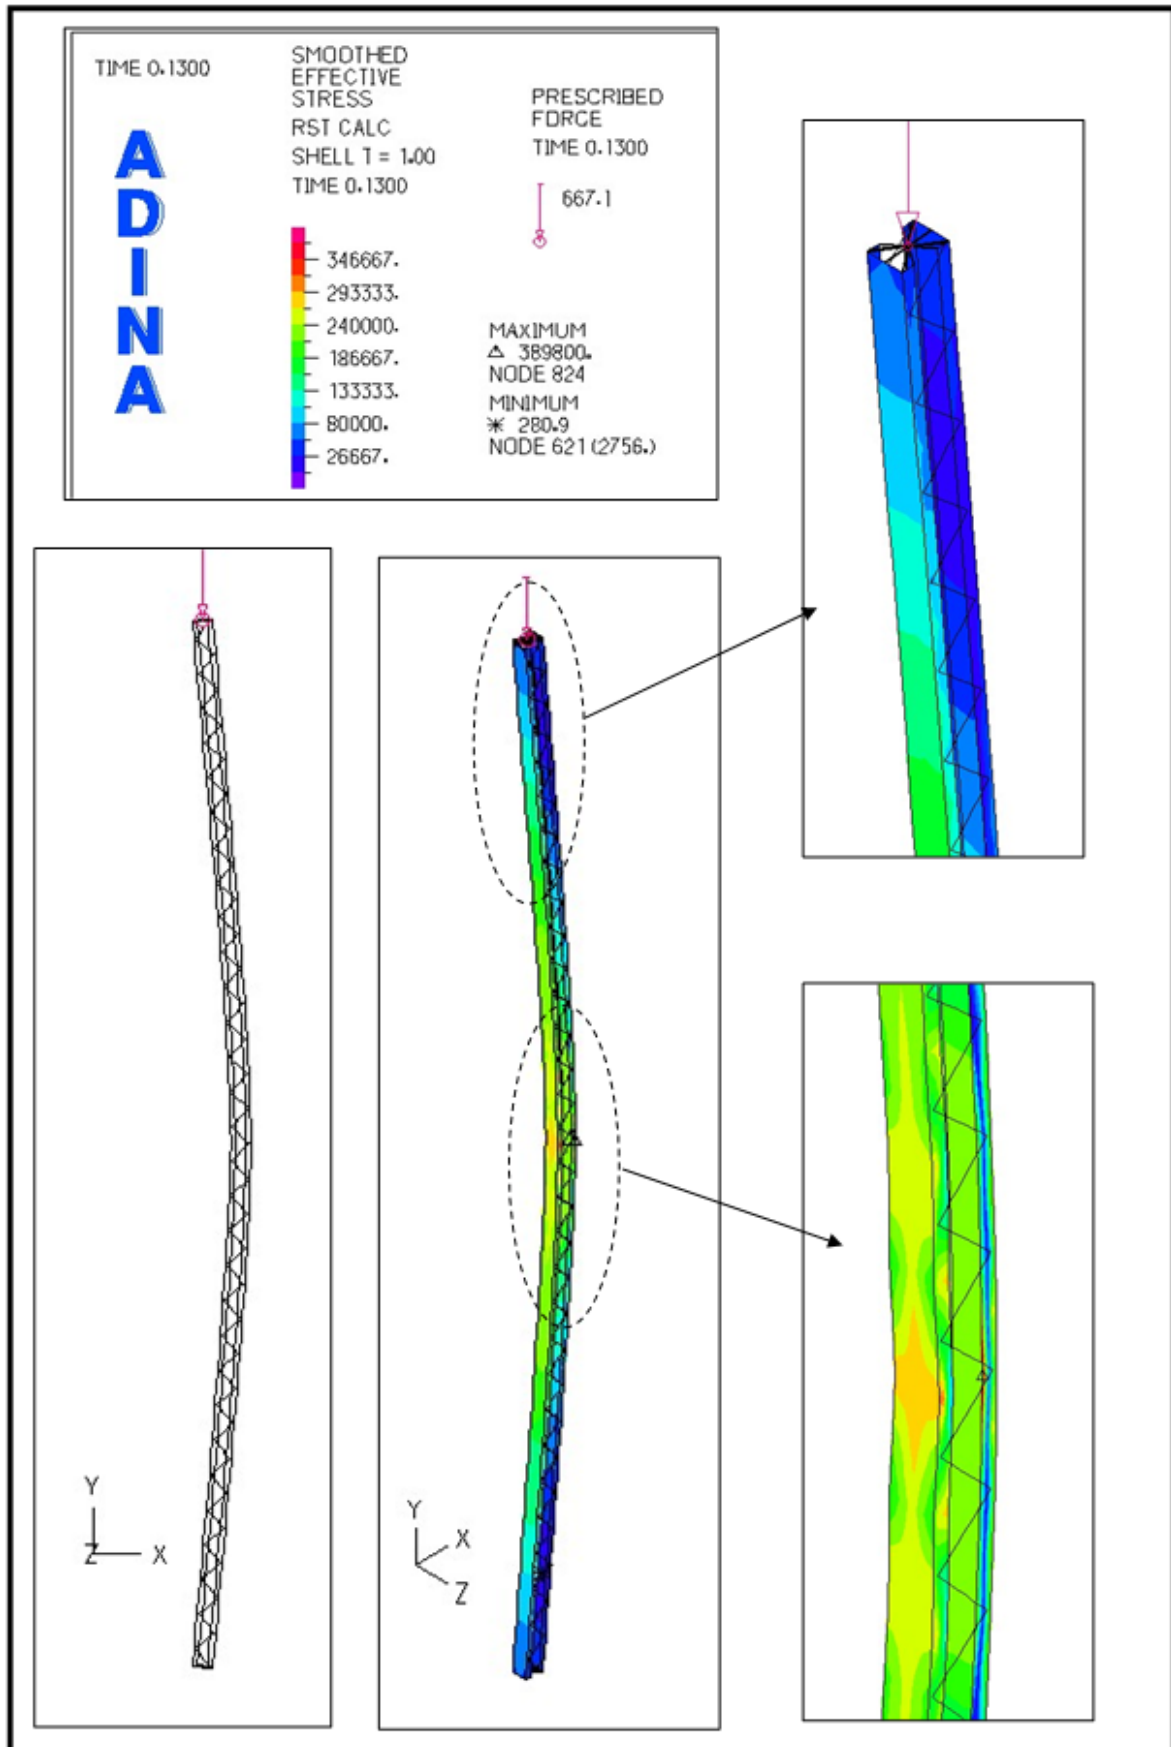 TIME 0.1300
ADINA
SMOOTHED
EFFECTIVE
STRESS
RST CALC
SHELL T = 1.00
TIME 0.1300
346667.
293333.
240000.
186667.
133333.
80000.
26667.
PRESCRIBED
FORCE
TIME 0.1300
667.1
MAXIMUM
△ 389800.
NODE 824
MINIMUM
✳ 280.9
NODE 621 (2756.)
Y
Z X
Y
X
Z